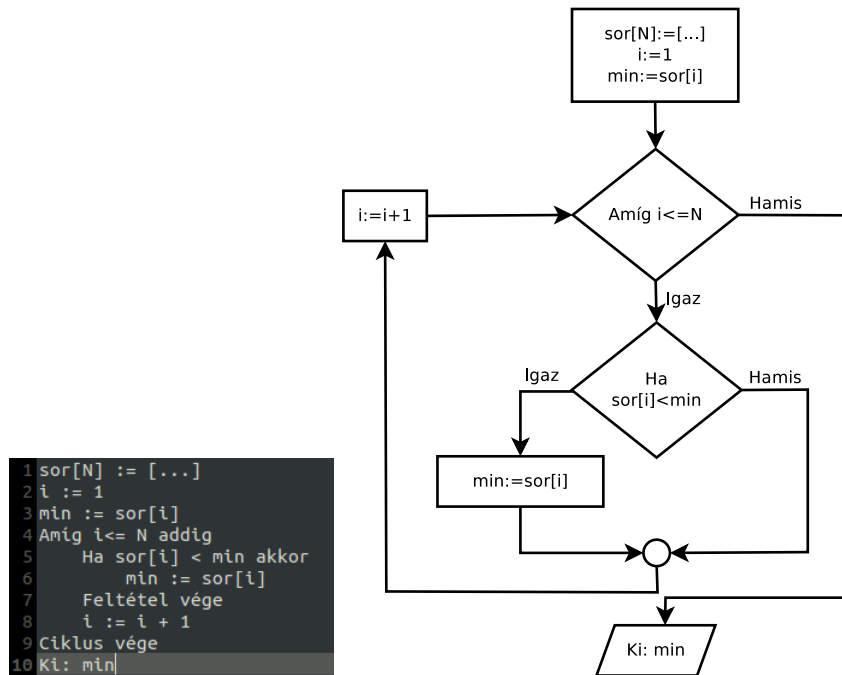 sor[N]:=[...]
i:=1
min:=sor[i]
Amíg i<=N
Hamis
i:=i+1
Igaz
Ha
sor[i]<min
Igaz
Hamis
min:=sor[i]
Ki: min
1 sor[N] := [...]
2 i := 1
3 min := sor[i]
4 Amíg i<= N addig
5 Ha sor[i] < min akkor
6 min := sor[i]
7 Feltétel vége
8 i := i + 1
9 Ciklus vége
10 Ki: min